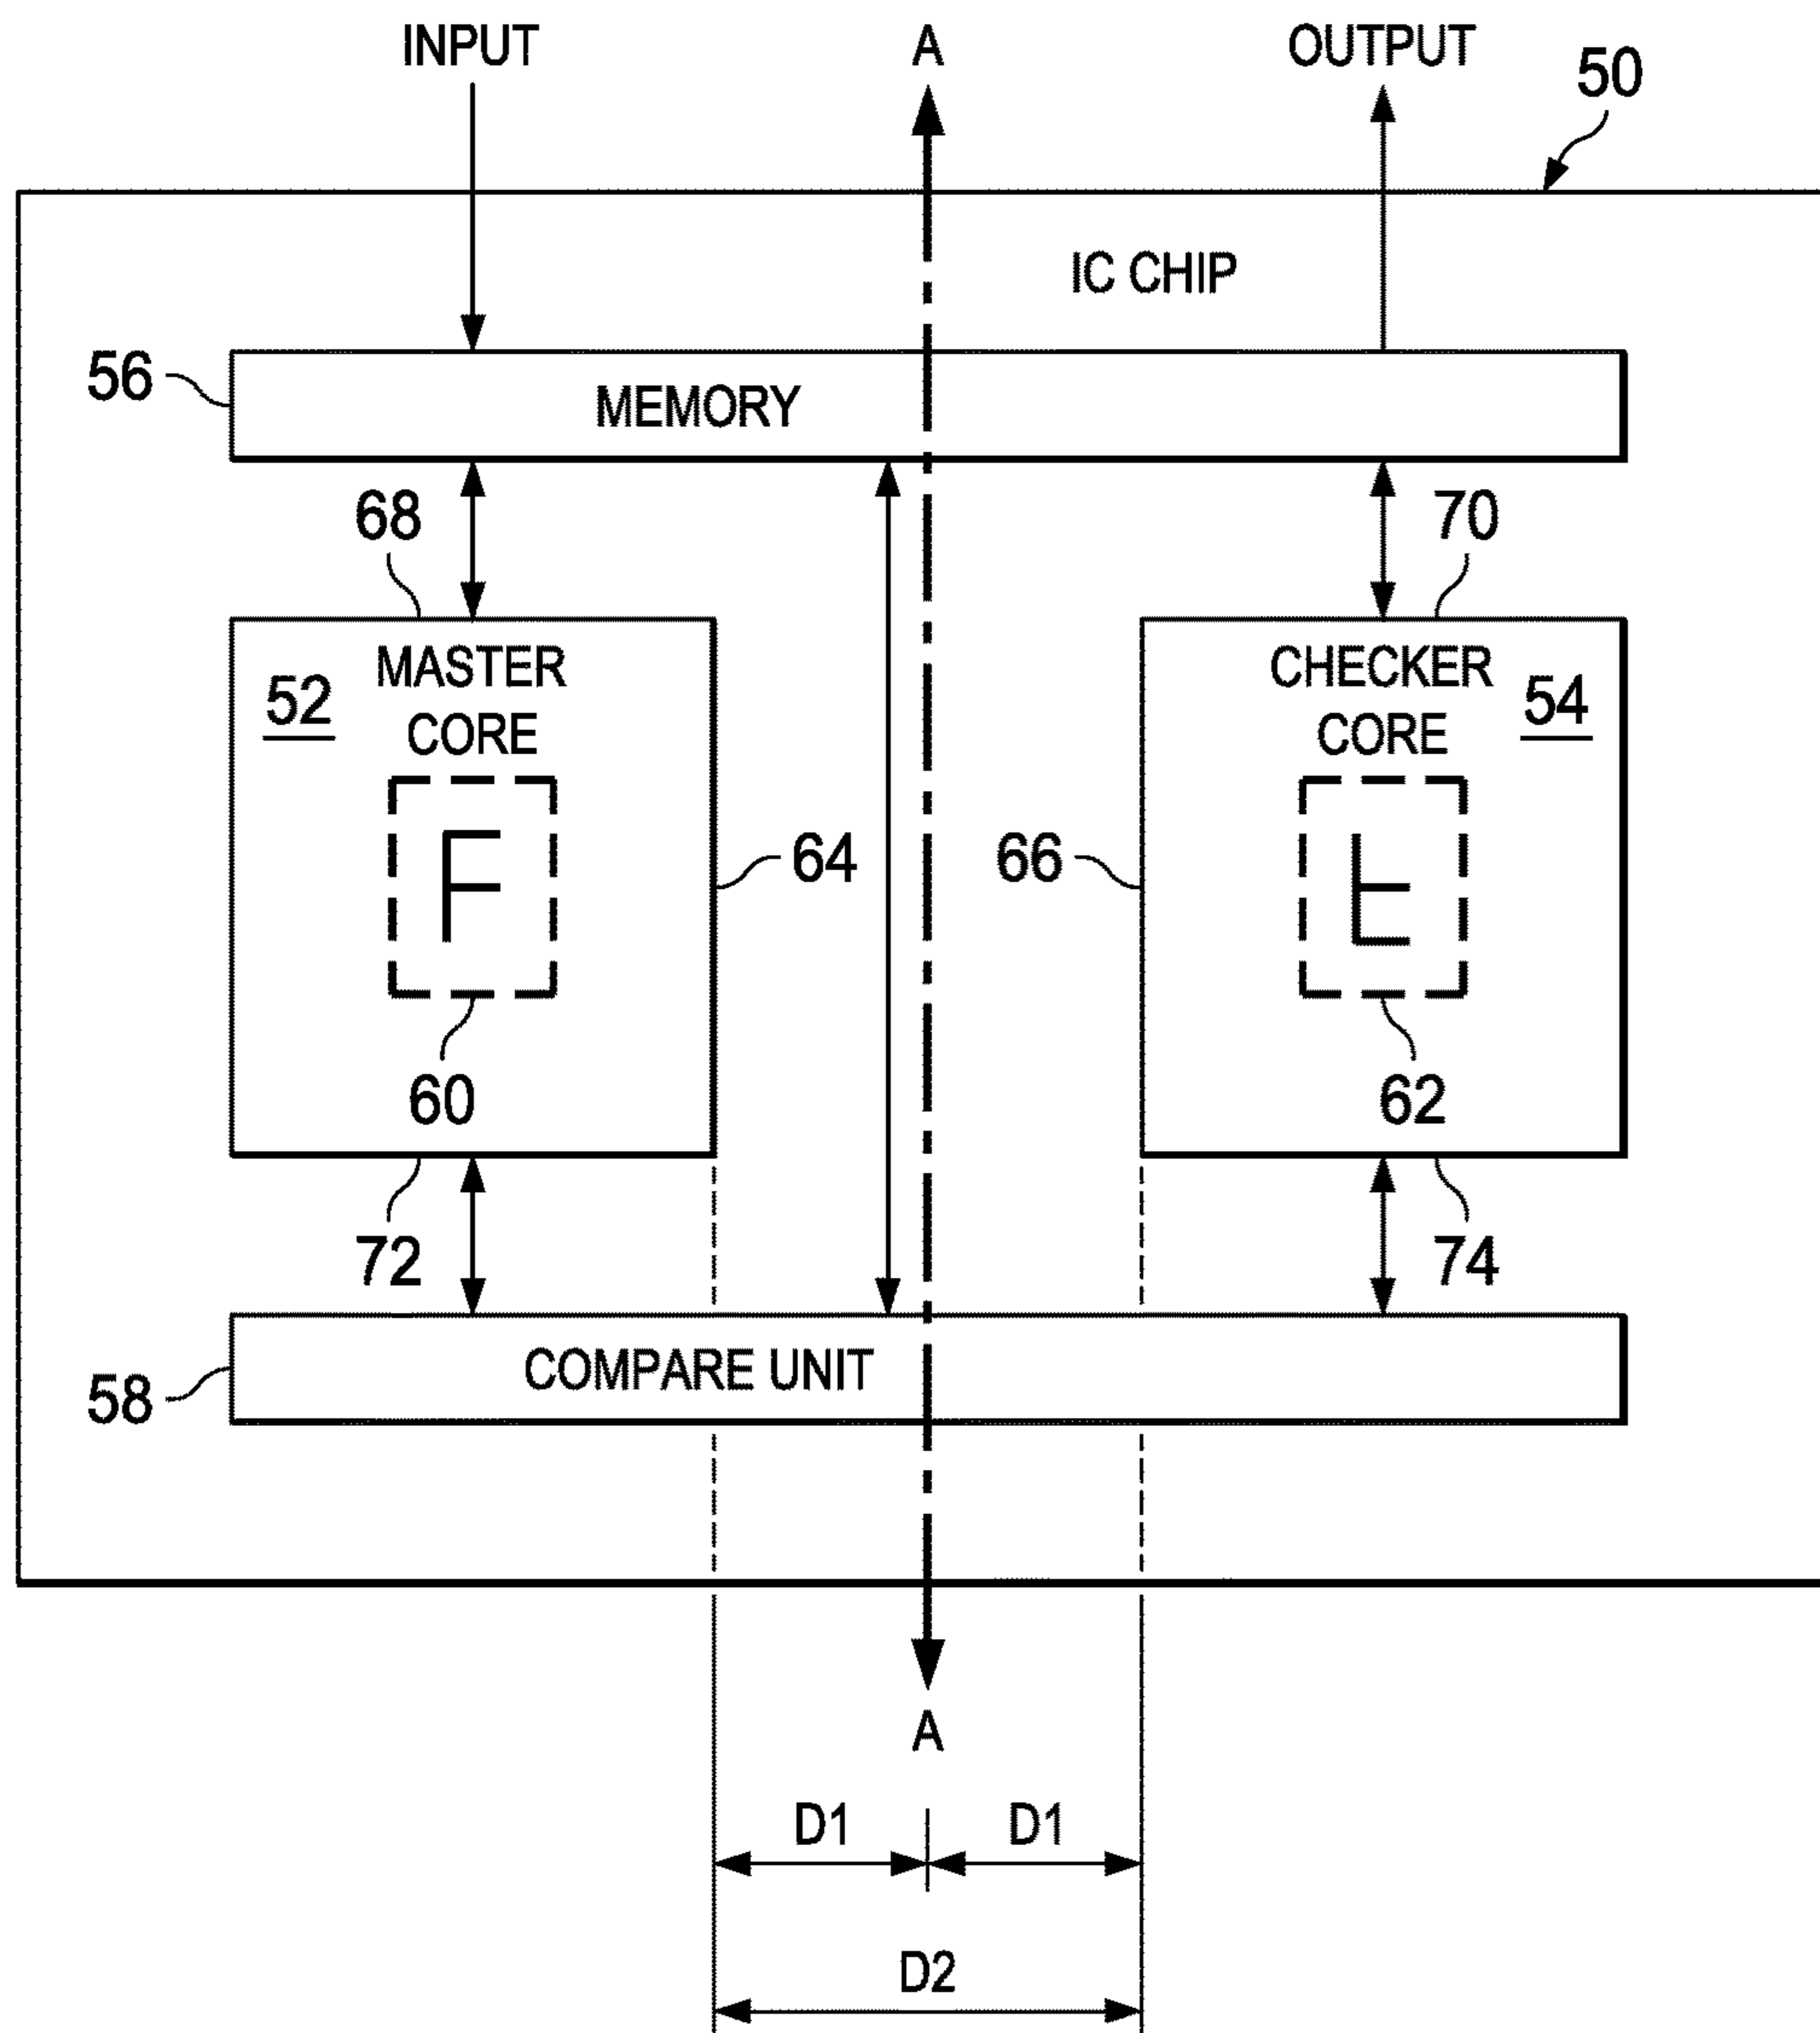 INPUT
A
OUTPUT
50
IC CHIP
56
MEMORY
68
70
MASTER
CORE
52
CHECKER
CORE
54
F
64
66
60
62
72
74
COMPARE UNIT
58
A
D1
D1
D2